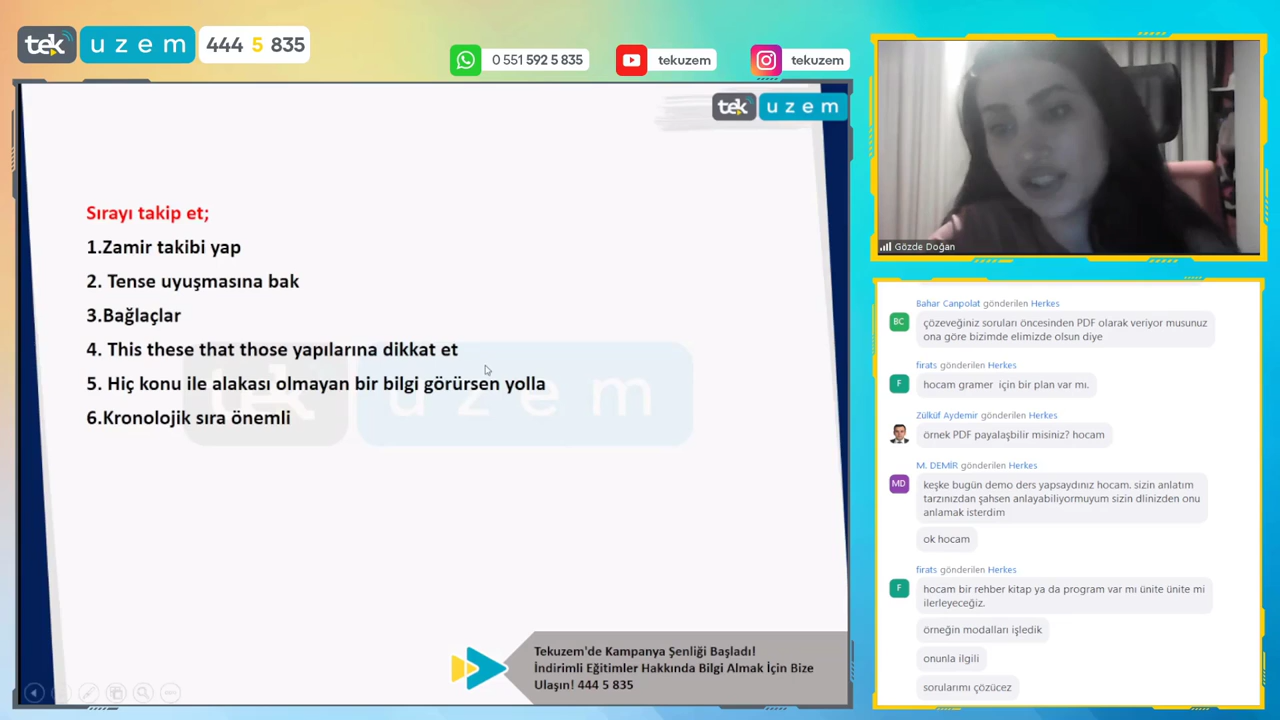 tek uzem 444 5 835
0 551 592 5 835
tekuzem
tekuzem
tek uzem
Sırayı takip et;
1.Zamir takibi yap
2. Tense uyuşmasına bak
3.Bağlaçlar
4. This these that those yapılarına dikkat et
5. Hiç konu ile alakası olmayan bir bilgi görürsen yolla
6.Kronolojik sıra önemli
tek uzem
Tekuzem'de Kampanya Şenliği Başladı!
İndirimli Eğitimler Hakkında Bilgi Almak İçin Bize
Ulaşın! 444 5 835
Gözde Doğan
Bahar Canpolat gönderilen Herkes
BC
çözeveğiniz soruları öncesinden PDF olarak veriyor musunuz
ona göre bizimde elimizde olsun diye
firats gönderilen Herkes
F
hocam gramer için bir plan var mı.
Zülküf Aydemir gönderilen Herkes
örnek PDF payalaşbilir misiniz? hocam
M. DEMİR gönderilen Herkes
MD
keşke bugün demo ders yapsaydınız hocam. sizin anlatım
tarzınızdan şahsen anlayabiliyormuyum sizin dlinizden onu
anlamak isterdim
ok hocam
firats gönderilen Herkes
F
hocam bir rehber kitap ya da program var mı ünite ünite mi
ilerleyeceğiz.
örneğin modalları işledik
onunla ilgili
sorularımı çözücez